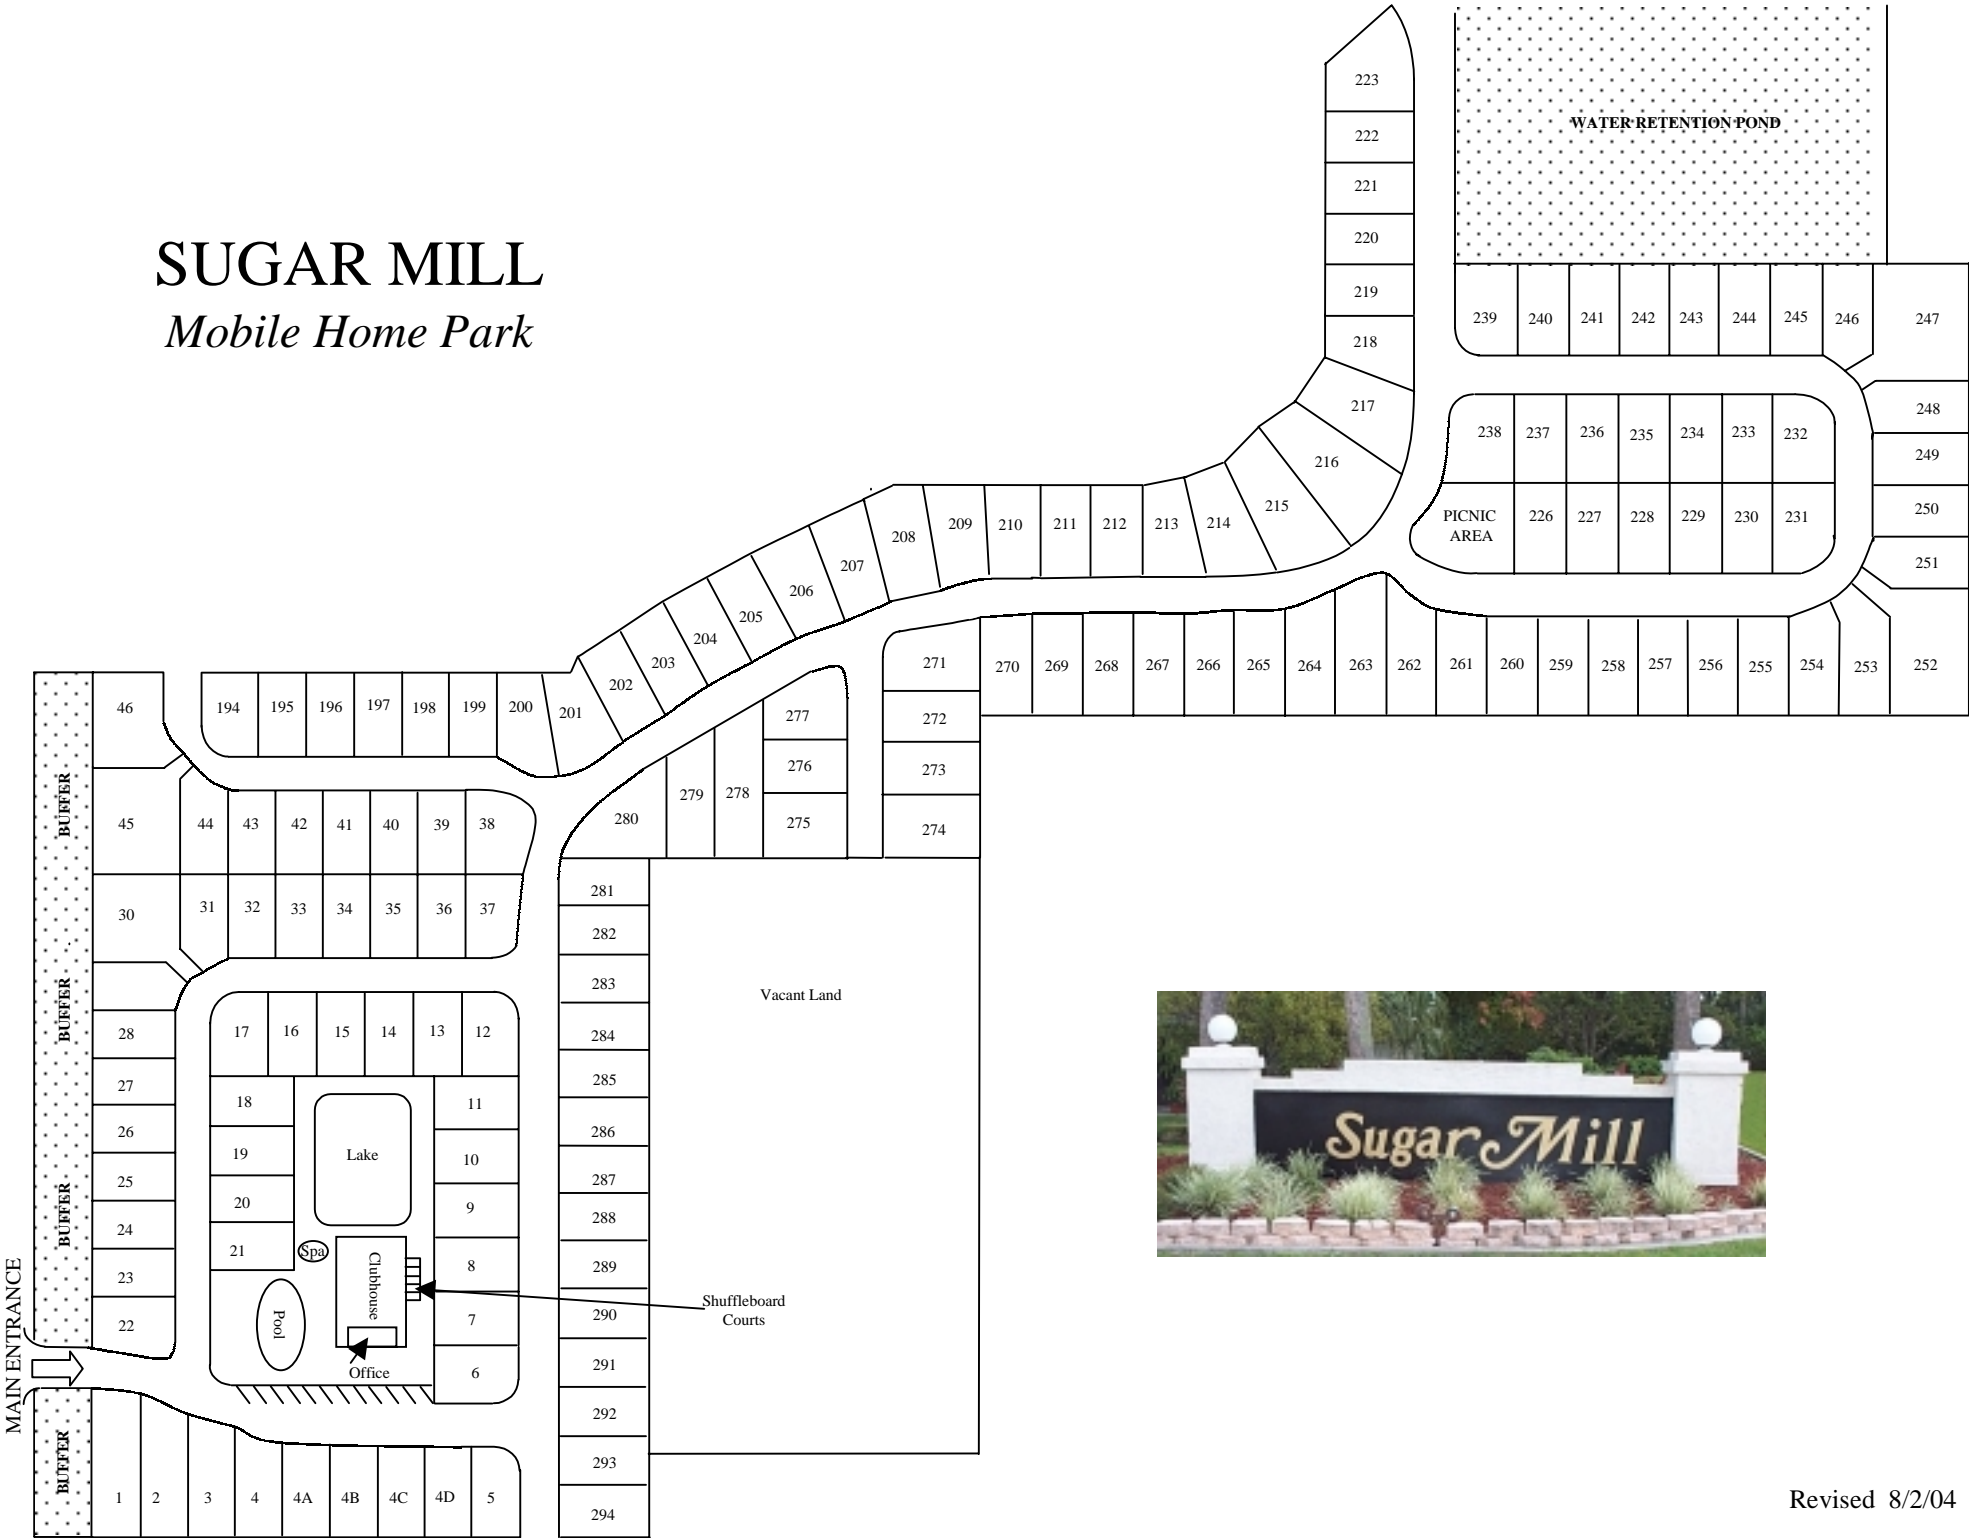 SUGAR MILL
Mobile Home Park
WATER RETENTION POND
223
222
221
220
219
218
217
216
215
214
213
212
211
210
209
208
207
206
205
204
203
202
201
200
199
198
197
196
195
194
239 240 241 242 243 244 245 246 247
248
249
250
251
252
238 237 236 235 234 233 232
PICNIC
AREA
226 227 228 229 230 231
270 269 268 267 266 265 264 263 262 261 260 259 258 257 256 255 254 253
271
272
273
274
277
276
275
278
279
280
46
45
30
BUFFER
BUFFER
BUFFER
BUFFER
44 43 42 41 40 39 38
31 32 33 34 35 36 37
28
27
26
25
24
23
22
17 16 15 14 13 12
18
19
20
21
11
10
9
8
7
6
Lake
Spa
Pool
Clubhouse
Office
Shuffleboard
Courts
Vacant Land
281
282
283
284
285
286
287
288
289
290
291
292
293
294
MAIN ENTRANCE
1 2 3 4 4A 4B 4C 4D 5
Sugar Mill
Revised 8/2/04